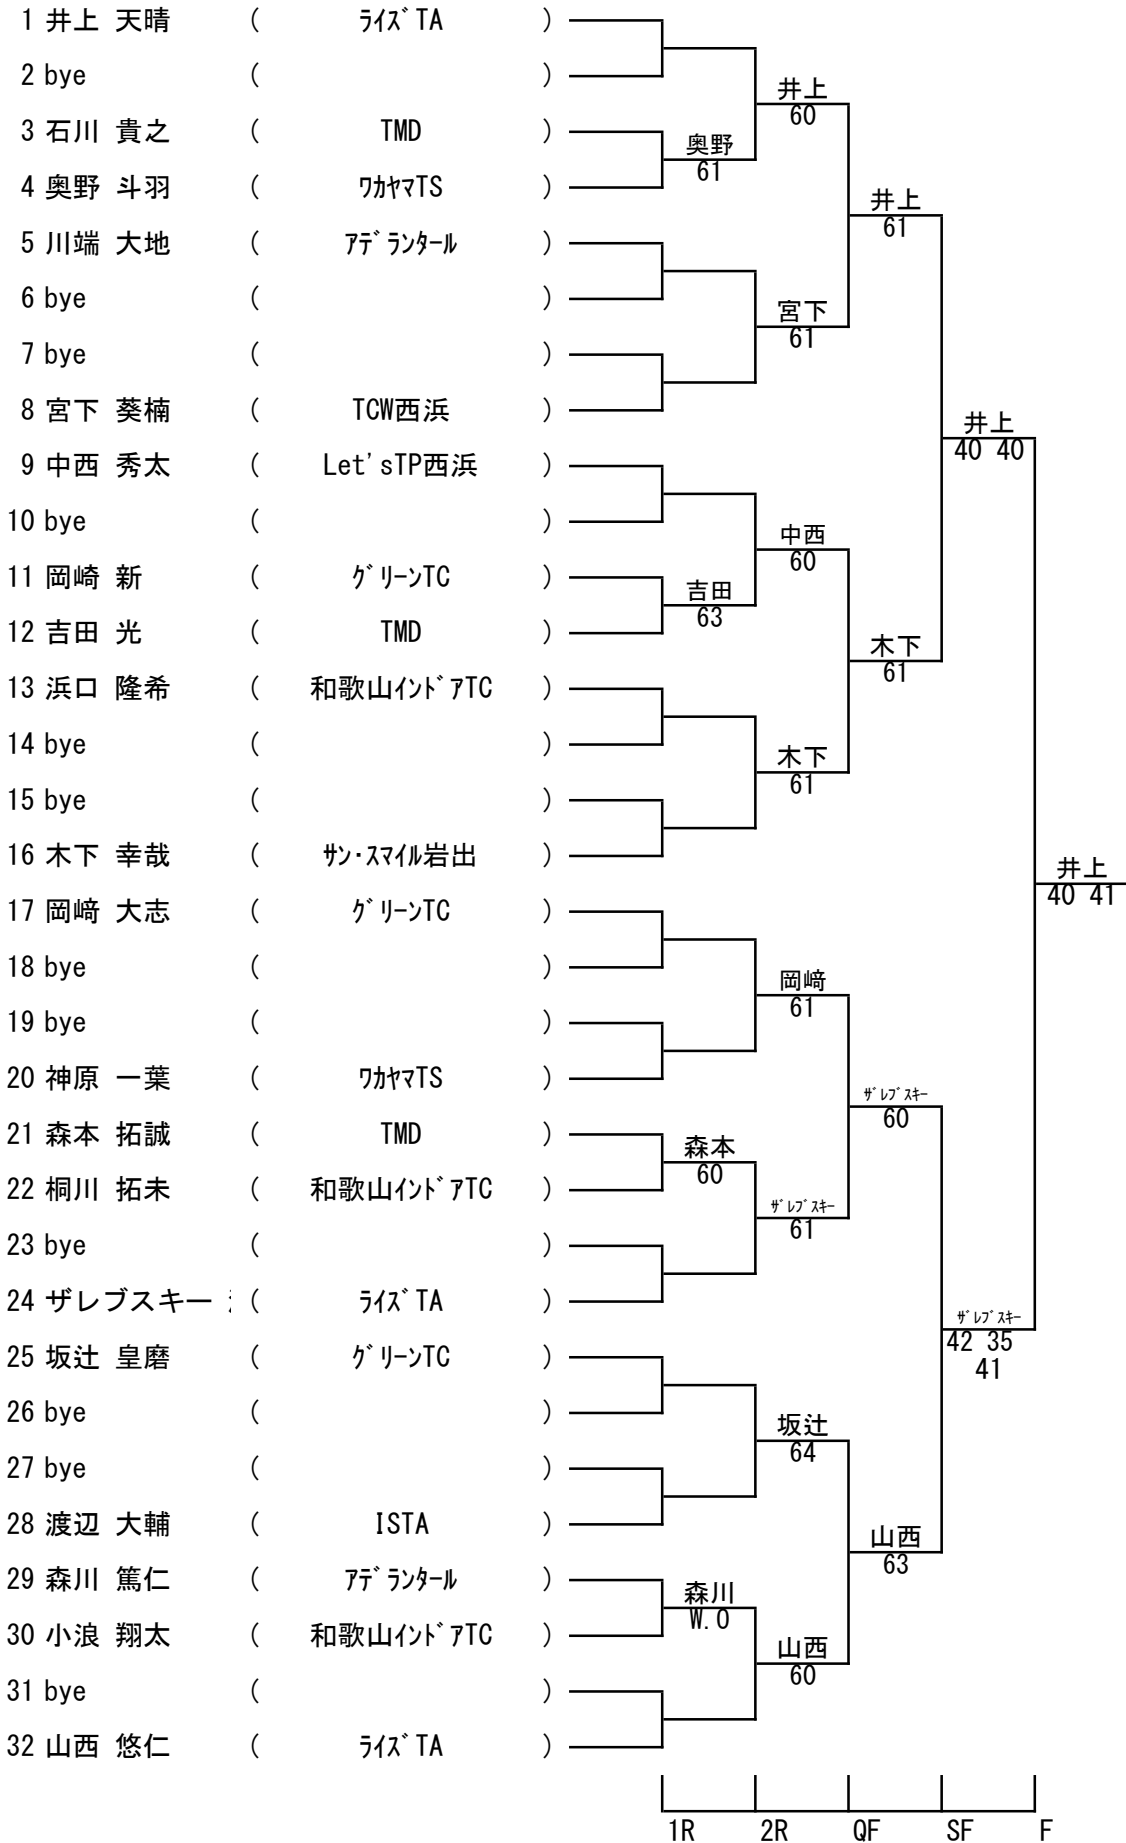 1 井上 天晴 ( ﾗｲｽﾞTA )
2 bye ( )
井上
60
3 石川 貴之 ( TMD )
奥野
61
4 奥野 斗羽 ( ﾜｶﾔﾏTS )
井上
61
5 川端 大地 ( ｱﾃﾞﾗﾝﾀｰﾙ )
6 bye ( )
宮下
61
7 bye ( )
8 宮下 葵楠 ( TCW西浜 )
井上
40 40
9 中西 秀太 ( Let'sTP西浜 )
10 bye ( )
中西
60
11 岡崎 新 ( ｸﾞﾘｰﾝTC )
吉田
63
12 吉田 光 ( TMD )
木下
61
13 浜口 隆希 ( 和歌山ｲﾝﾄﾞｱTC )
14 bye ( )
木下
61
15 bye ( )
16 木下 幸哉 ( ｻﾝ･ｽﾏｲﾙ岩出 )
井上
40 41
17 岡﨑 大志 ( ｸﾞﾘｰﾝTC )
18 bye ( )
岡﨑
61
19 bye ( )
20 神原 一葉 ( ﾜｶﾔﾏTS )
ｻﾞﾚﾌﾞｽｷｰ
60
21 森本 拓誠 ( TMD )
森本
60
22 桐川 拓未 ( 和歌山ｲﾝﾄﾞｱTC )
ｻﾞﾚﾌﾞｽｷｰ
61
23 bye ( )
24 ザレブスキー ( ﾗｲｽﾞTA )
ｻﾞﾚﾌﾞｽｷｰ
42 35
41
25 坂辻 皇磨 ( ｸﾞﾘｰﾝTC )
26 bye ( )
坂辻
64
27 bye ( )
28 渡辺 大輔 ( ISTA )
山西
63
29 森川 篤仁 ( ｱﾃﾞﾗﾝﾀｰﾙ )
森川
W.O
30 小浪 翔太 ( 和歌山ｲﾝﾄﾞｱTC )
山西
60
31 bye ( )
32 山西 悠仁 ( ﾗｲｽﾞTA )
1R 2R QF SF F